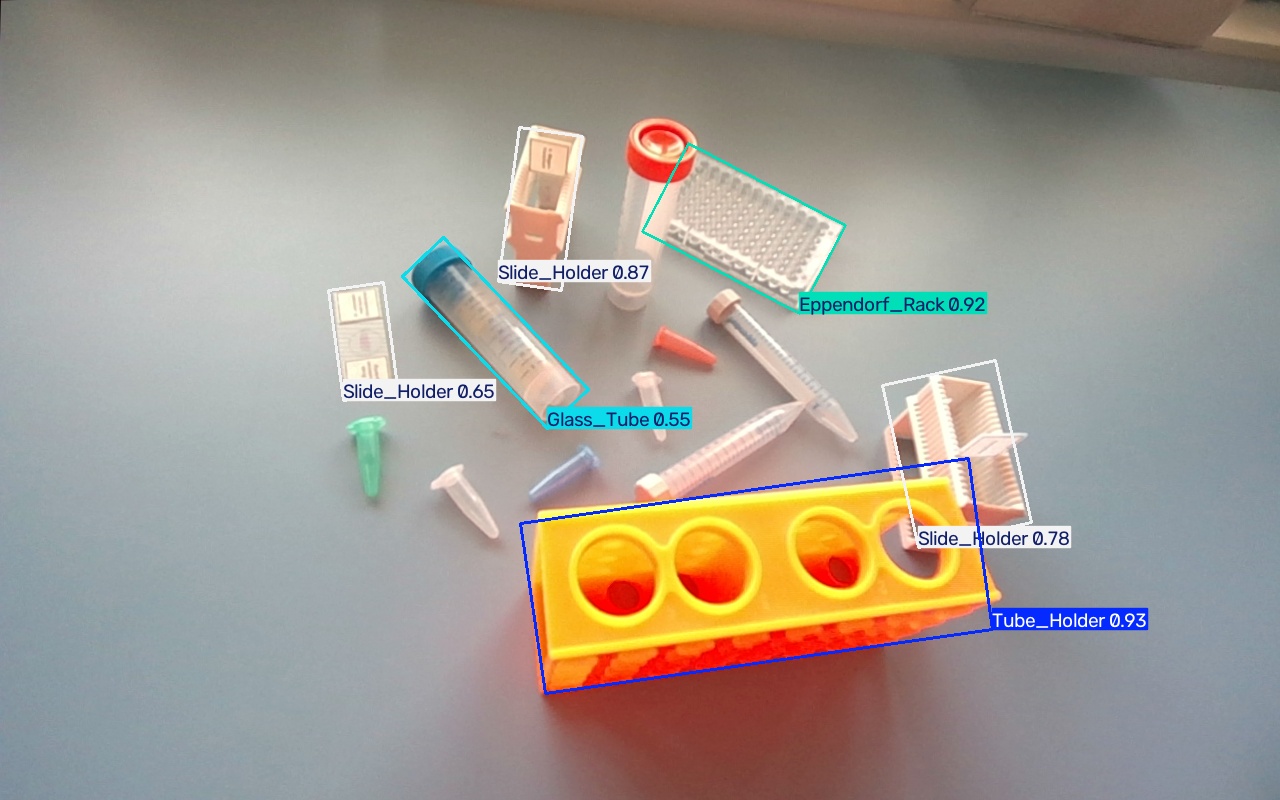 Slide_Holder 0.87
Eppendorf_Rack 0.92
Slide_Holder 0.65
Glass_Tube 0.55
Slide_Holder 0.78
Tube_Holder 0.93